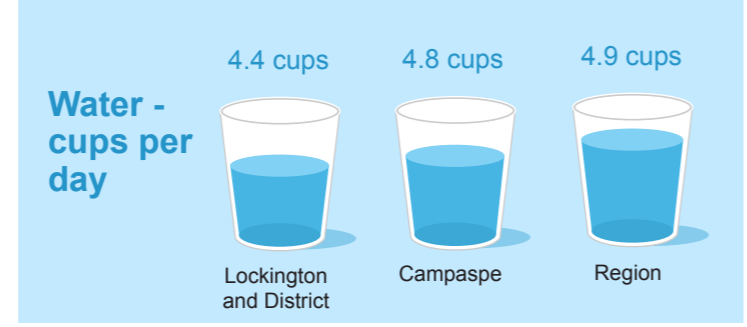 Water -
cups per
day
4.4 cups
4.8 cups
4.9 cups
Lockington
and District
Campaspe
Region